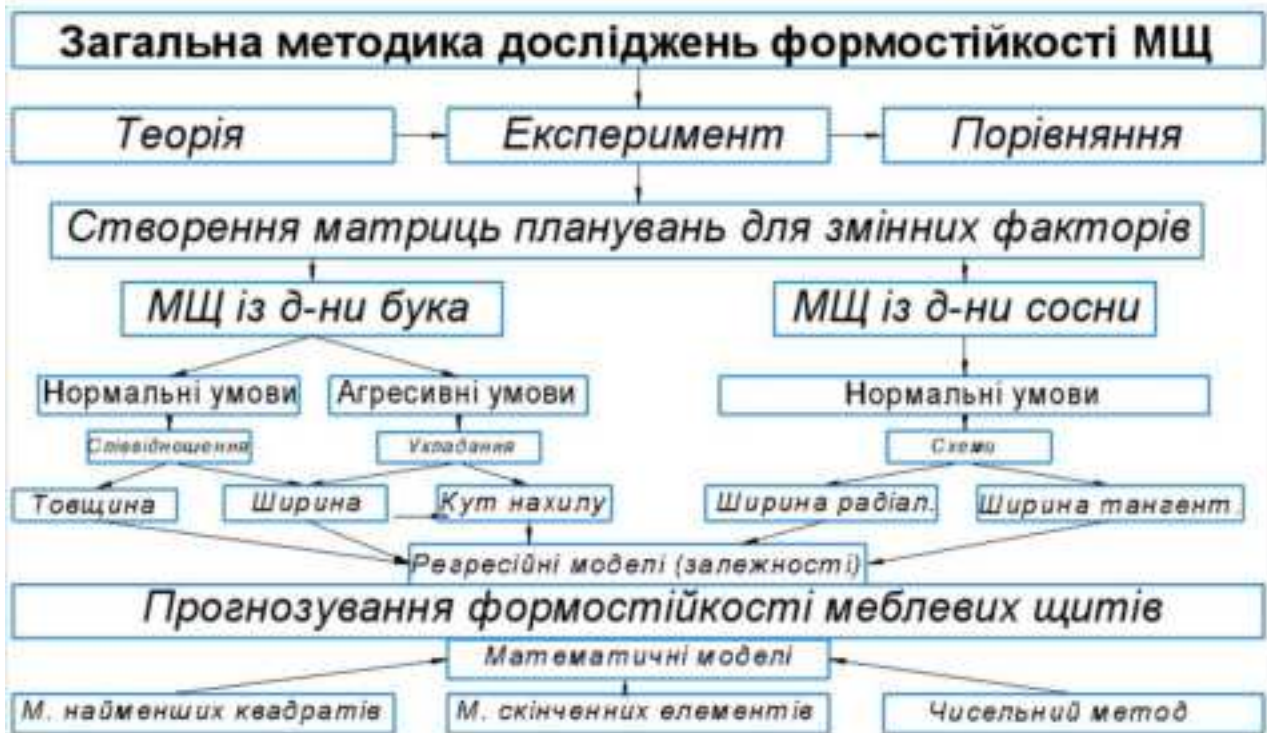 Загальна методика досліджень формостійкості МЩ
Теорія
Експеримент
Порівняння
Створення матриць планувань для змінних факторів
МЩ із д-ни бука
МЩ із д-ни сосни
Нормальні умови
Агресивні умови
Нормальні умови
Співвідношення
Укладання
Схеми
Товщина
Ширина
Кут нахилу
Ширина радіал.
Ширина тангент.
Регресійні моделі (залежності)
Прогнозування формостійкості меблевих щитів
Математичні моделі
М. найменших квадратів
М. скінченних елементів
Чисельний метод